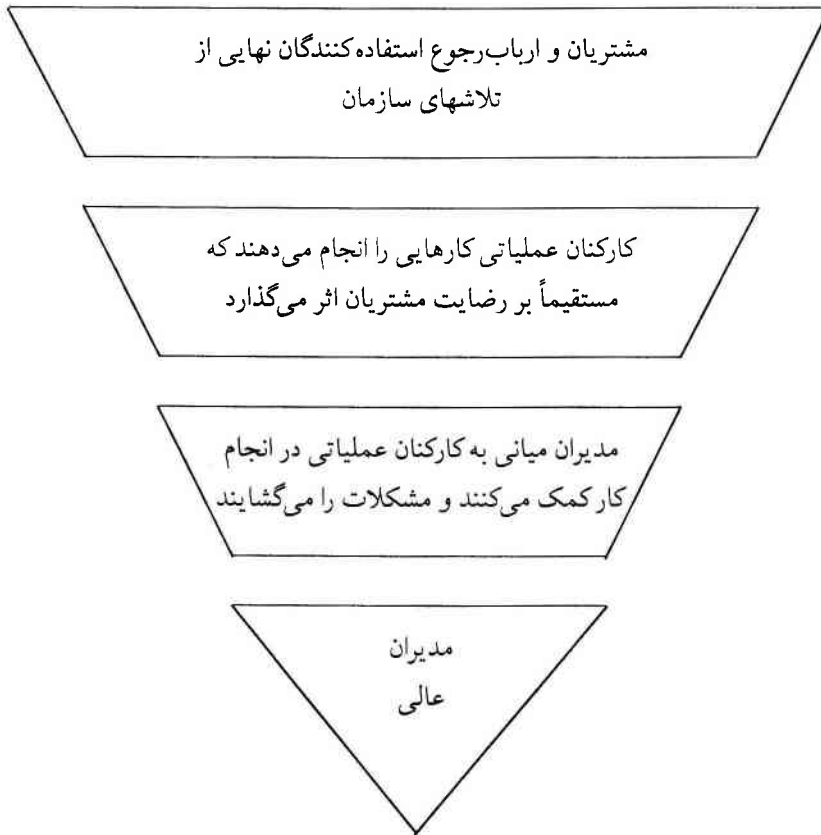 مشتریان و ارباب‌رجوع استفاده‌کنندگان نهایی از
تلاشهای سازمان
کارکنان عملیاتی کارهایی را انجام می‌دهند که
مستقیماً بر رضایت مشتریان اثر می‌گذارد
مدیران میانی به کارکنان عملیاتی در انجام
کار کمک می‌کنند و مشکلات را می‌گشایند
مدیران
عالی